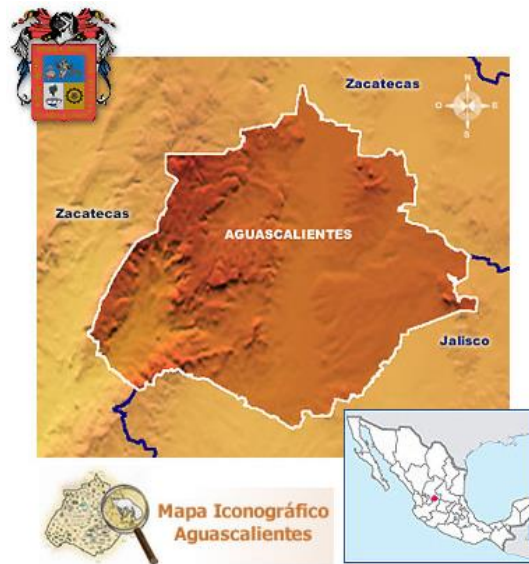 Zacatecas
N
O E
S
Zacatecas
AGUASCALIENTES
Jalisco
Mapa Iconográfico
Aguascalientes